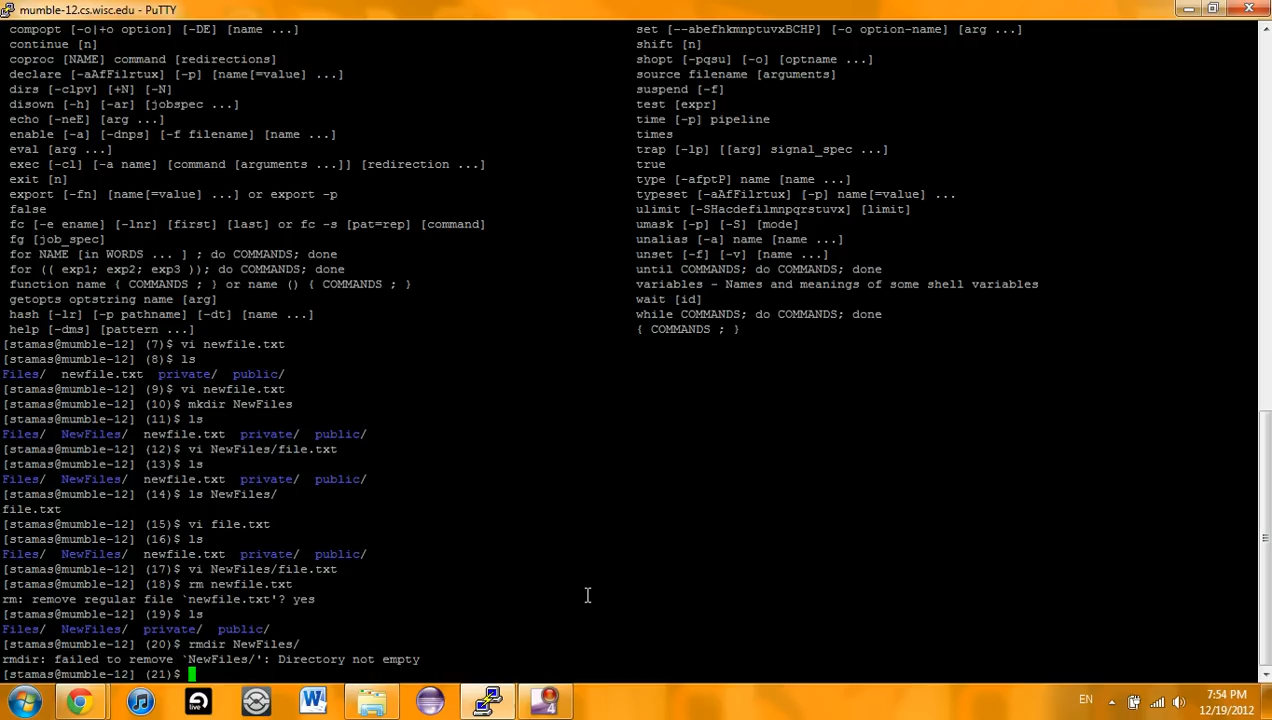 mumble-12.cs.wisc.edu - PuTTY
compopt [-o|+o option] [-DE] [name ...]
continue [n]
coproc [NAME] command [redirections]
declare [-aAfFilrtux] [-p] [name[=value] ...]
dirs [-clpv] [+N] [-N]
disown [-h] [-ar] [jobspec ...]
echo [-neE] [arg ...]
enable [-a] [-dnps] [-f filename] [name ...]
eval [arg ...]
exec [-cl] [-a name] [command [arguments ...]] [redirection ...]
exit [n]
export [-fn] [name[=value] ...] or export -p
false
fc [-e ename] [-lnr] [first] [last] or fc -s [pat=rep] [command]
fg [job_spec]
for NAME [in WORDS ... ] ; do COMMANDS; done
for (( exp1; exp2; exp3 )); do COMMANDS; done
function name { COMMANDS ; } or name () { COMMANDS ; }
getopts optstring name [arg]
hash [-lr] [-p pathname] [-dt] [name ...]
help [-dms] [pattern ...]
set [--abefhkmnptuvxBCHP] [-o option-name] [arg ...]
shift [n]
shopt [-pqsu] [-o] [optname ...]
source filename [arguments]
suspend [-f]
test [expr]
time [-p] pipeline
times
trap [-lp] [[arg] signal_spec ...]
true
type [-afptP] name [name ...]
typeset [-aAfFilrtux] [-p] name[=value] ...
ulimit [-SHacdefilmnpqrstuvx] [limit]
umask [-p] [-S] [mode]
unalias [-a] name [name ...]
unset [-f] [-v] [name ...]
until COMMANDS; do COMMANDS; done
variables - Names and meanings of some shell variables
wait [id]
while COMMANDS; do COMMANDS; done
{ COMMANDS ; }
[stamas@mumble-12] (7)$ vi newfile.txt
[stamas@mumble-12] (8)$ ls
Files/  newfile.txt  private/  public/
[stamas@mumble-12] (9)$ vi newfile.txt
[stamas@mumble-12] (10)$ mkdir NewFiles
[stamas@mumble-12] (11)$ ls
Files/  NewFiles/  newfile.txt  private/  public/
[stamas@mumble-12] (12)$ vi NewFiles/file.txt
[stamas@mumble-12] (13)$ ls
Files/  NewFiles/  newfile.txt  private/  public/
[stamas@mumble-12] (14)$ ls NewFiles/
file.txt
[stamas@mumble-12] (15)$ vi file.txt
[stamas@mumble-12] (16)$ ls
Files/  NewFiles/  newfile.txt  private/  public/
[stamas@mumble-12] (17)$ vi NewFiles/file.txt
[stamas@mumble-12] (18)$ rm newfile.txt
rm: remove regular file `newfile.txt'? yes
[stamas@mumble-12] (19)$ ls
Files/  NewFiles/  private/  public/
[stamas@mumble-12] (20)$ rmdir NewFiles/
rmdir: failed to remove `NewFiles/': Directory not empty
[stamas@mumble-12] (21)$
live
W
4
EN
7:54 PM
12/19/2012